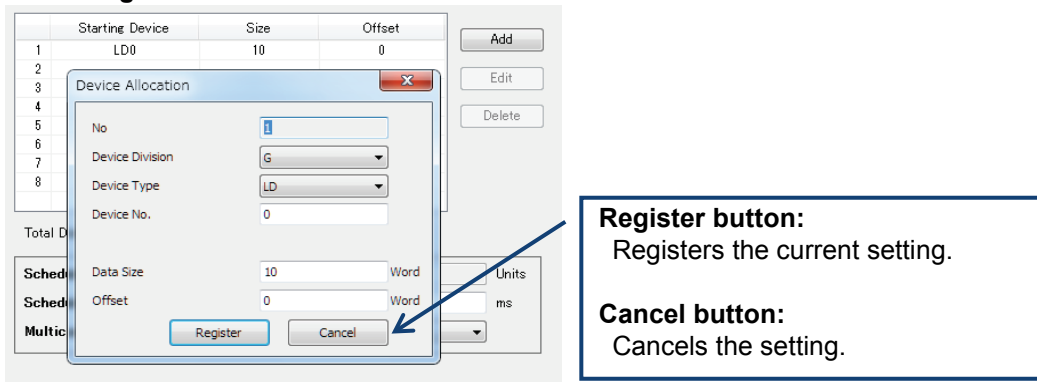 Starting Device Size Offset
1 LD0 10 0
2
3
4
5
6
7
8
Add
Edit
Delete
Device Allocation
No 1
Device Division G
Device Type LD
Device No. 0
Data Size 10 Word
Offset 0 Word
Register Cancel
Total D
Sched Units
Sched ms
Multic
Register button:
Registers the current setting.
Cancel button:
Cancels the setting.